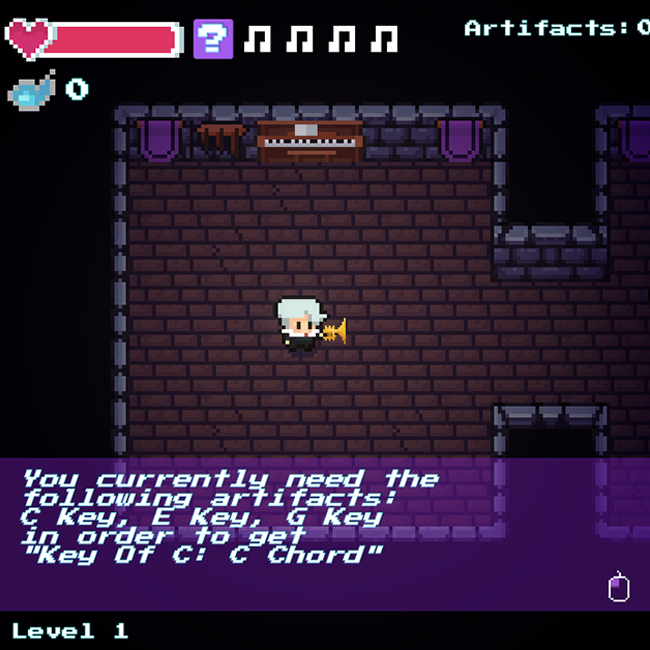 ?
Artifacts: 0
0
You currently need the
following artifacts:
C Key, E Key, G Key
in order to get
"Key Of C: C Chord"
Level 1